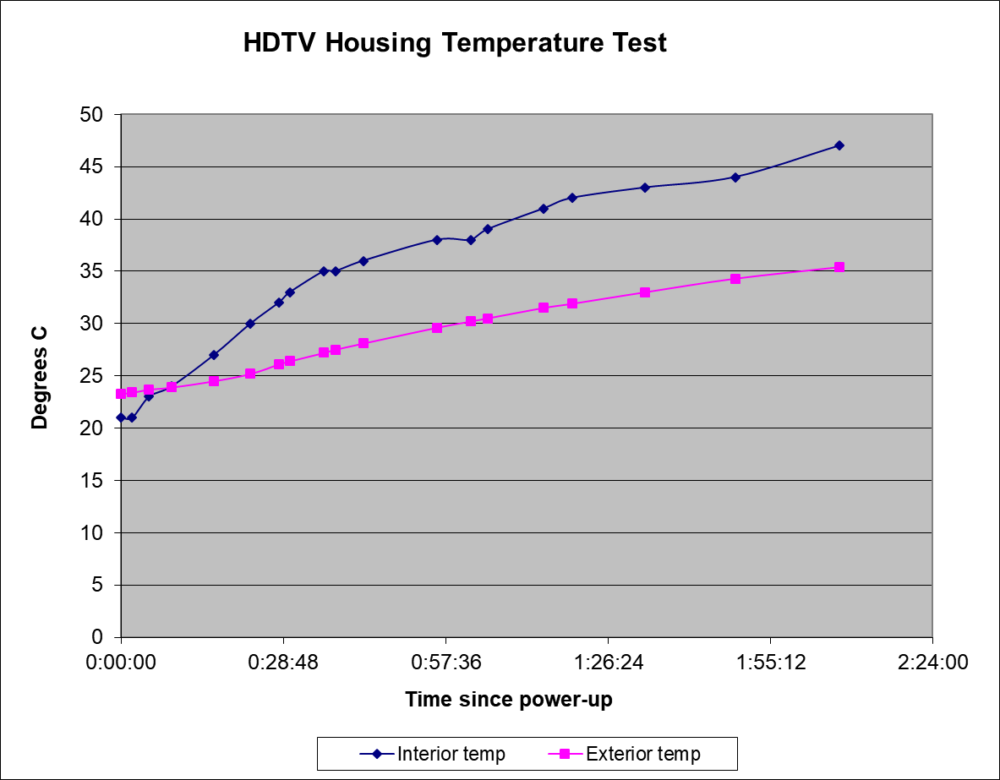 HDTV Housing Temperature Test
50
45
40
35
30
25
20
15
10
5
0
Degrees C
0:00:00 0:28:48 0:57:36 1:26:24 1:55:12 2:24:00
Time since power-up
Interior temp Exterior temp